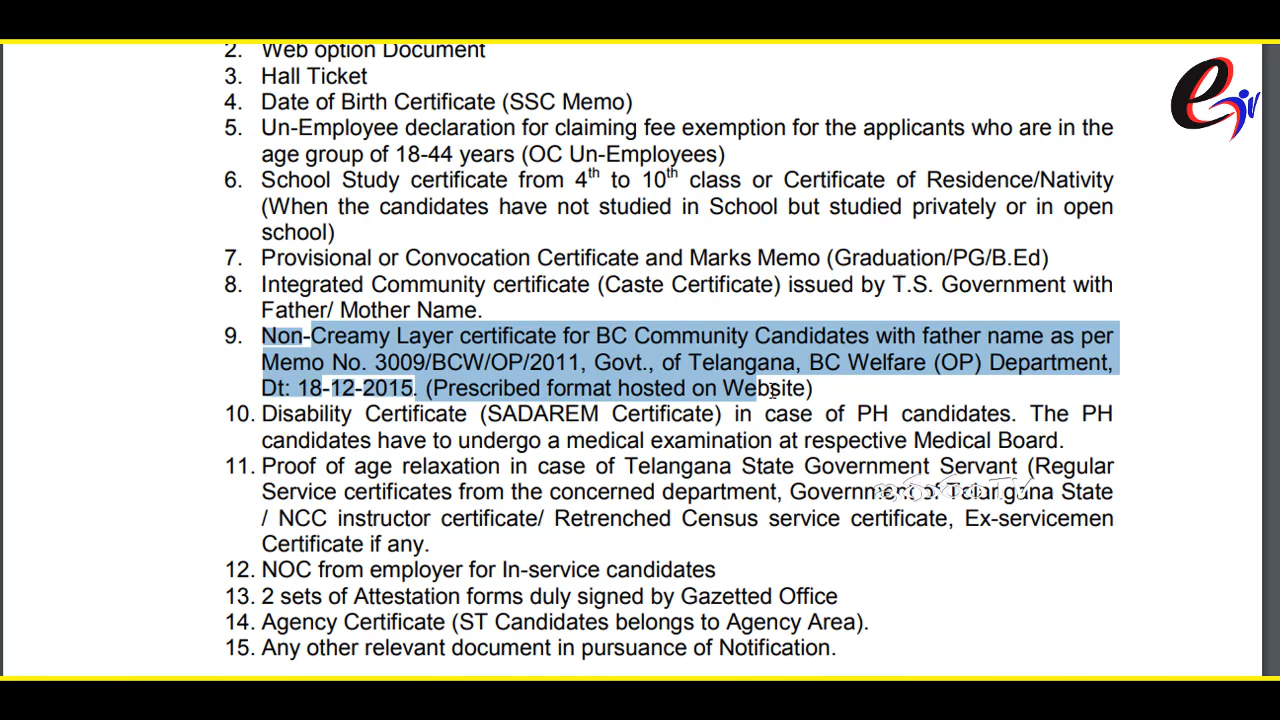 2. Web option Document
3. Hall Ticket
4. Date of Birth Certificate (SSC Memo)
5. Un-Employee declaration for claiming fee exemption for the applicants who are in the
age group of 18-44 years (OC Un-Employees)
6. School Study certificate from 4th to 10th class or Certificate of Residence/Nativity
(When the candidates have not studied in School but studied privately or in open
school)
7. Provisional or Convocation Certificate and Marks Memo (Graduation/PG/B.Ed)
8. Integrated Community certificate (Caste Certificate) issued by T.S. Government with
Father/ Mother Name.
9. Non-Creamy Layer certificate for BC Community Candidates with father name as per
Memo No. 3009/BCW/OP/2011, Govt., of Telangana, BC Welfare (OP) Department,
Dt: 18-12-2015. (Prescribed format hosted on Website)
10. Disability Certificate (SADAREM Certificate) in case of PH candidates. The PH
candidates have to undergo a medical examination at respective Medical Board.
11. Proof of age relaxation in case of Telangana State Government Servant (Regular
Service certificates from the concerned department, Government of Telangana State
/ NCC instructor certificate/ Retrenched Census service certificate, Ex-servicemen
Certificate if any.
12. NOC from employer for In-service candidates
13. 2 sets of Attestation forms duly signed by Gazetted Office
14. Agency Certificate (ST Candidates belongs to Agency Area).
15. Any other relevant document in pursuance of Notification.